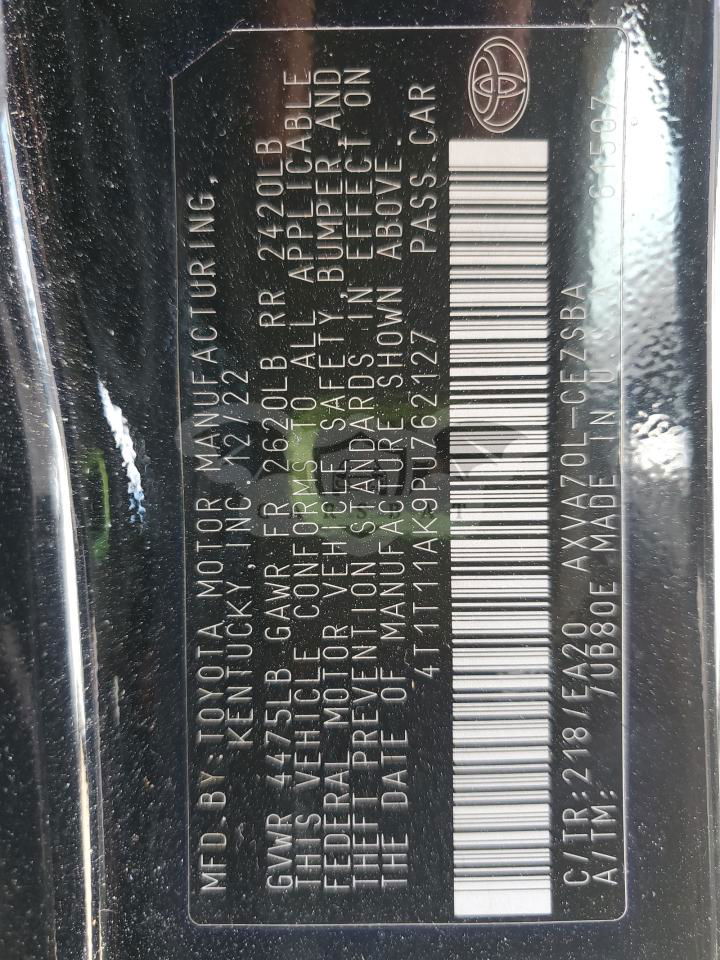 MFD.BY:TOYOTA MOTOR MANUFACTURING,
KENTUCKY,INC. 12/22
GVWR 4475LB GAWR FR 2620LB RR 2420LB
THIS VEHICLE CONFORMS TO ALL APPLICABLE
FEDERAL MOTOR VEHICLE SAFETY,BUMPER,AND
THEFT PREVENTION STANDARDS IN EFFECT ON
THE DATE OF MANUFACTURE SHOWN ABOVE.
4T1T11AK9PU762127 PASS.CAR
C/TR:218/EA20 AXVA70L-CEZSBA
A/TM: /UB80E MADE IN U 61507